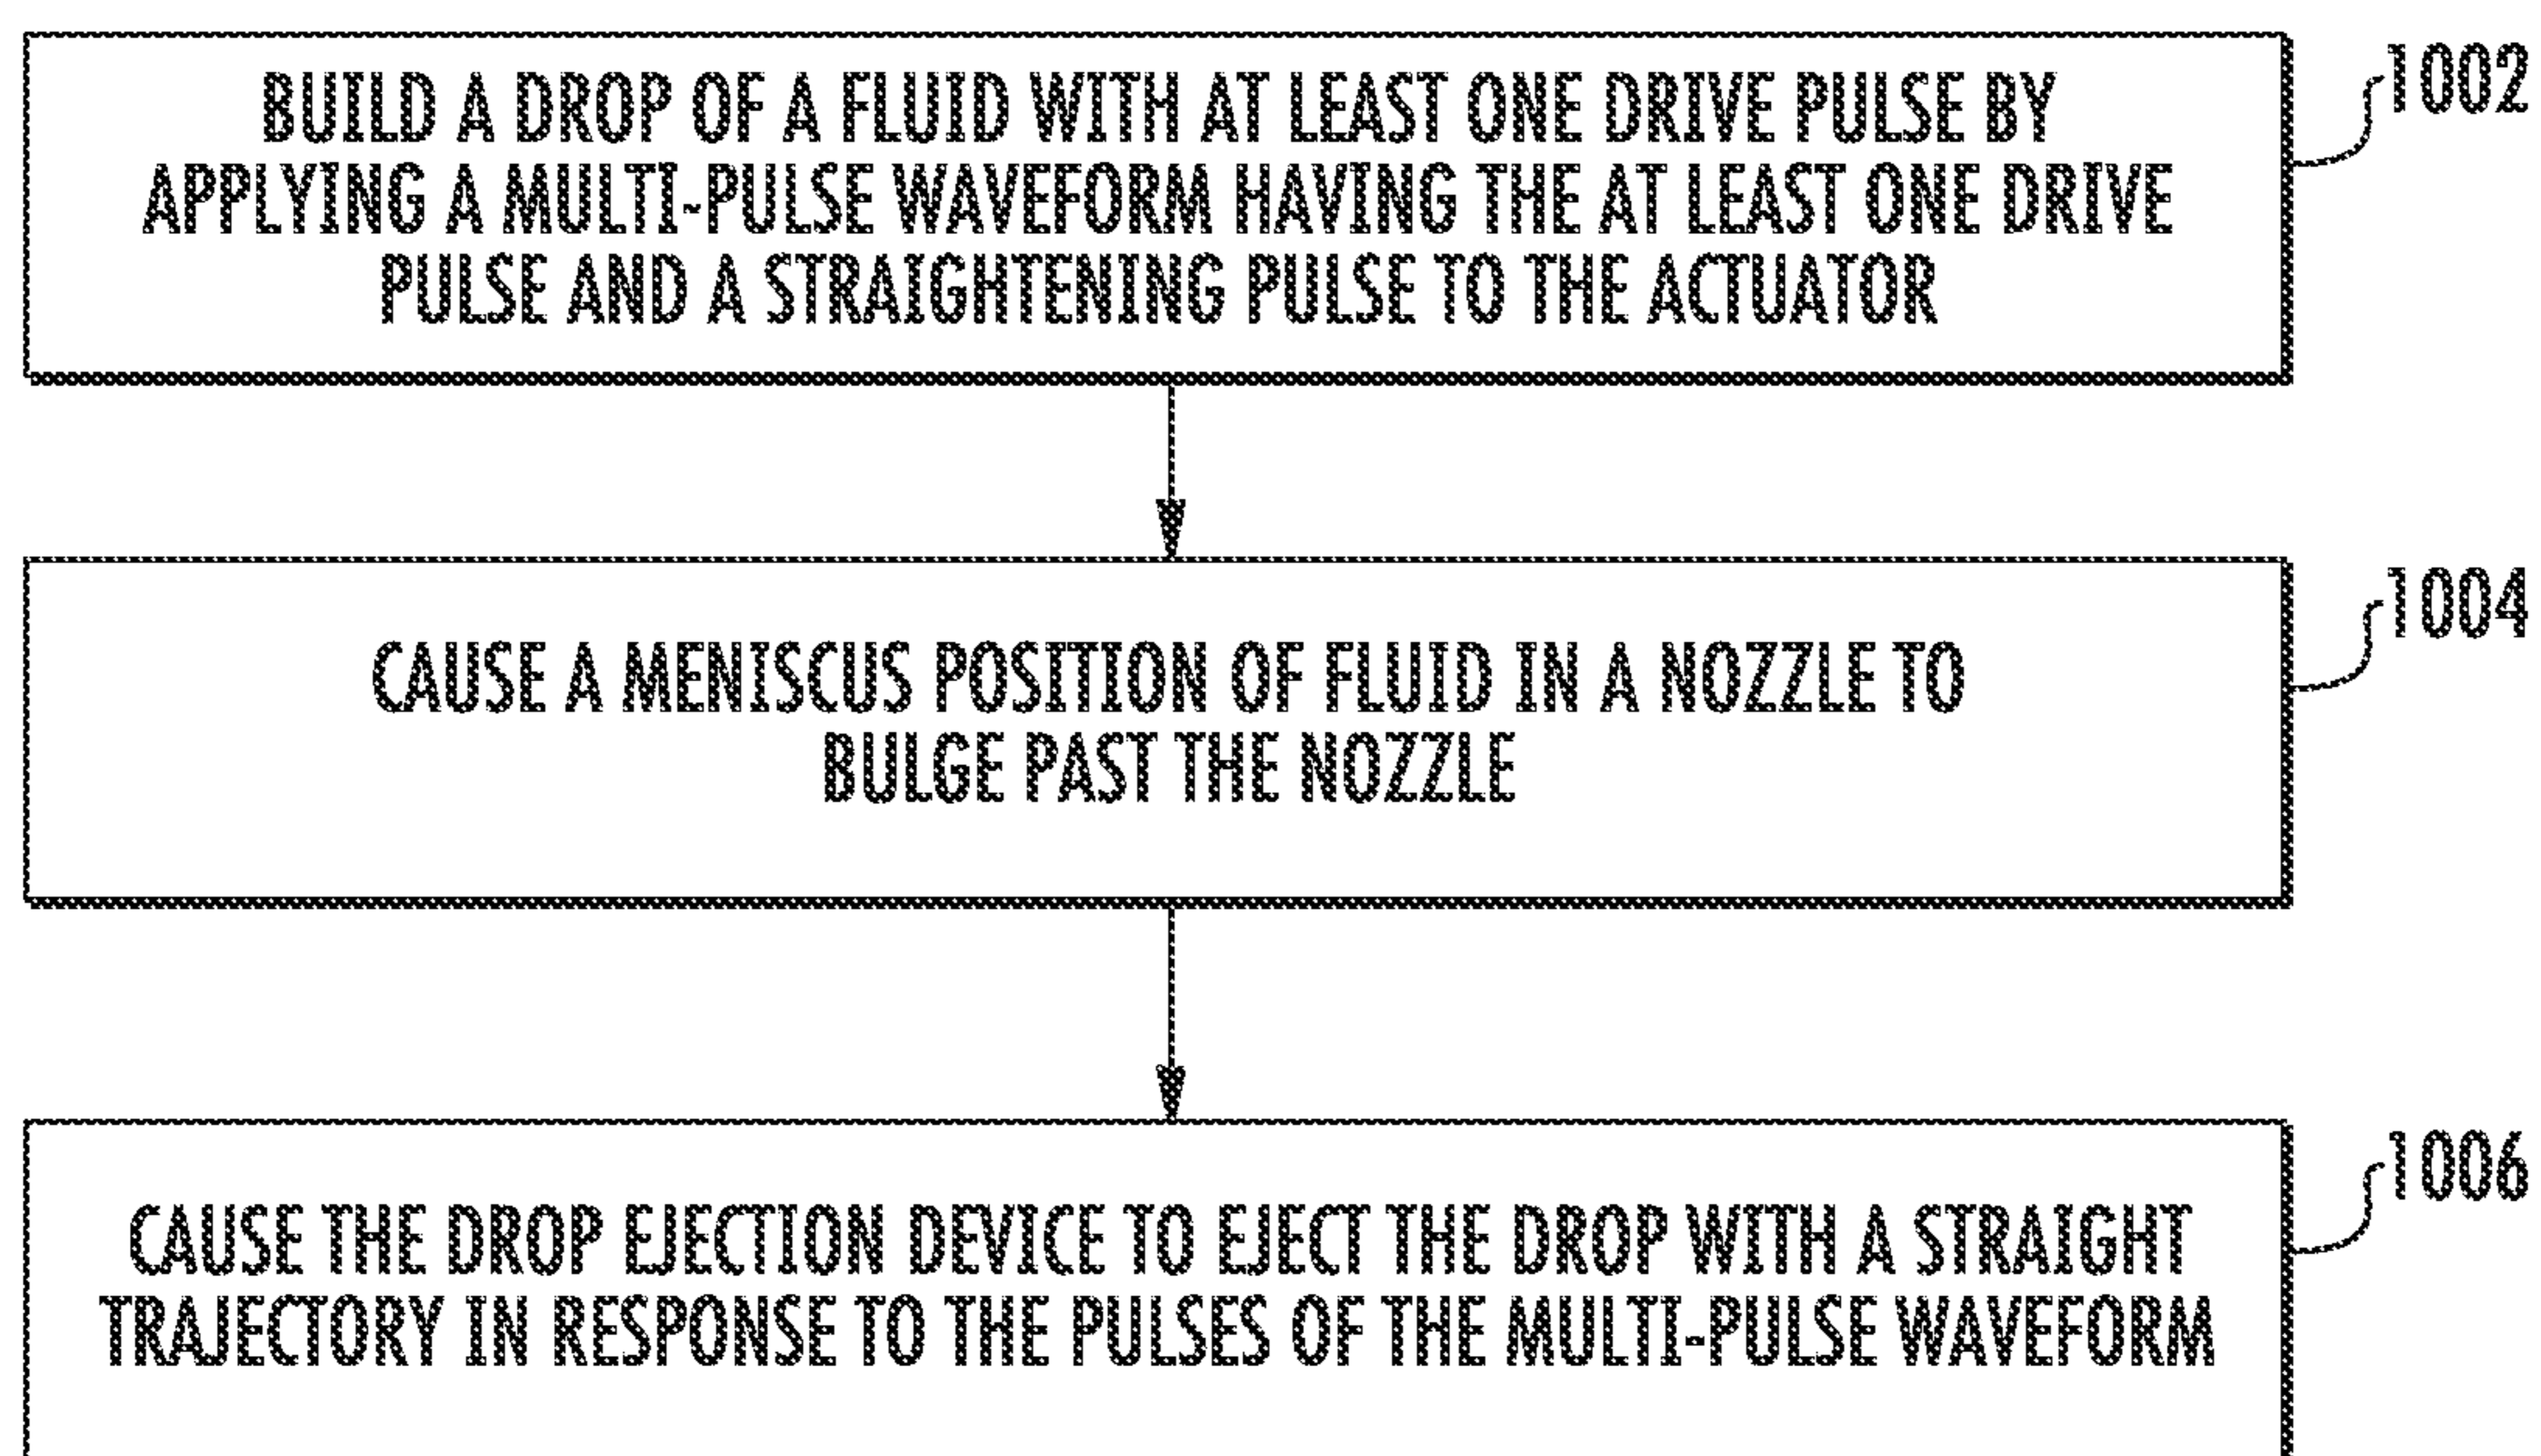 BUILD A DROP OF A FLUID WITH AT LEAST ONE DRIVE PULSE BY
APPLYING A MULTI-PULSE WAVEFORM HAVING THE AT LEAST ONE DRIVE
PULSE AND A STRAIGHTENING PULSE TO THE ACTUATOR
1002
CAUSE A MENISCUS POSITION OF FLUID IN A NOZZLE TO
BULGE PAST THE NOZZLE
1004
CAUSE THE DROP EJECTION DEVICE TO EJECT THE DROP WITH A STRAIGHT
TRAJECTORY IN RESPONSE TO THE PULSES OF THE MULTI-PULSE WAVEFORM
1006